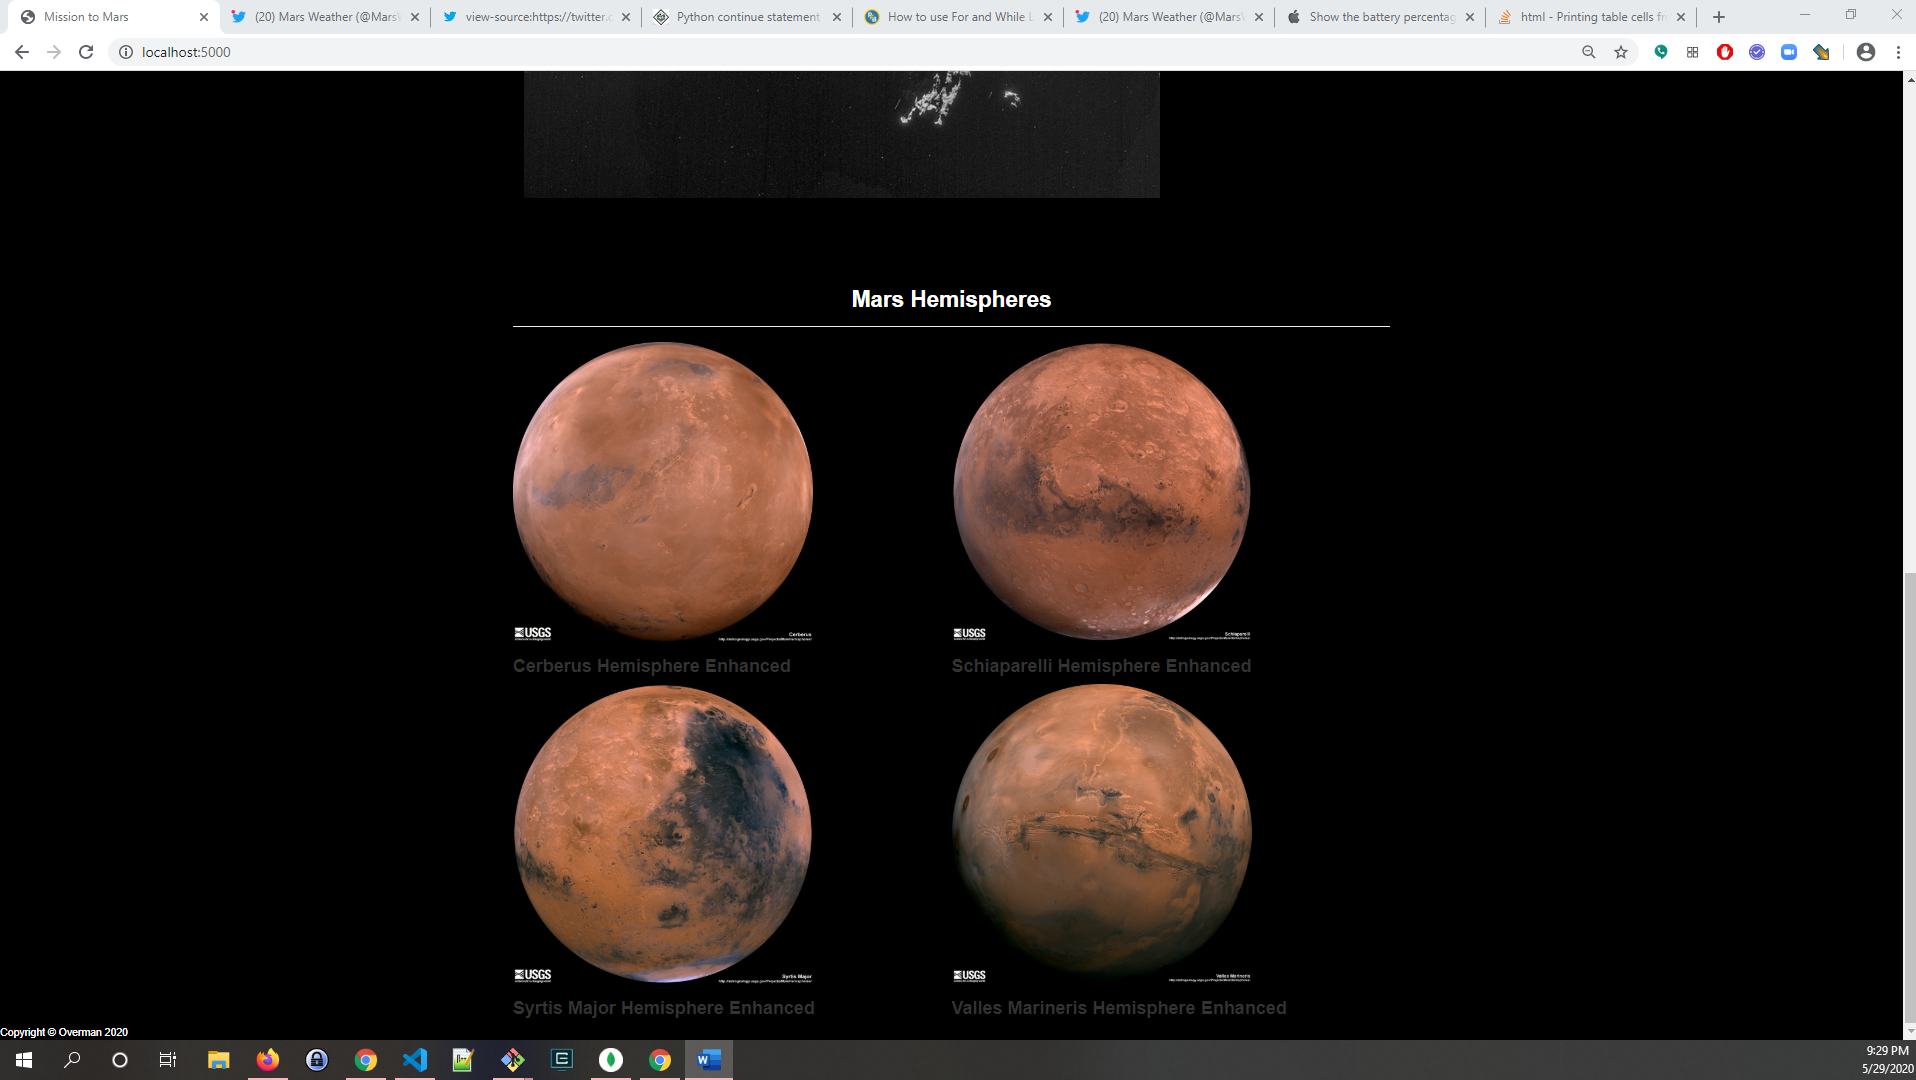 Mission to Mars
(20) Mars Weather (@Mars
view-source:https://twitter.c
Python continue statement
How to use For and While L
(20) Mars Weather (@Mars
Show the battery percentag
html - Printing table cells fr
localhost:5000
Mars Hemispheres
USGS
Cerberus
USGS
Schiaparelli
Cerberus Hemisphere Enhanced
Schiaparelli Hemisphere Enhanced
USGS
Syrtis Major
USGS
Valles Marineris
Syrtis Major Hemisphere Enhanced
Valles Marineris Hemisphere Enhanced
Copyright © Overman 2020
9:29 PM
5/29/2020